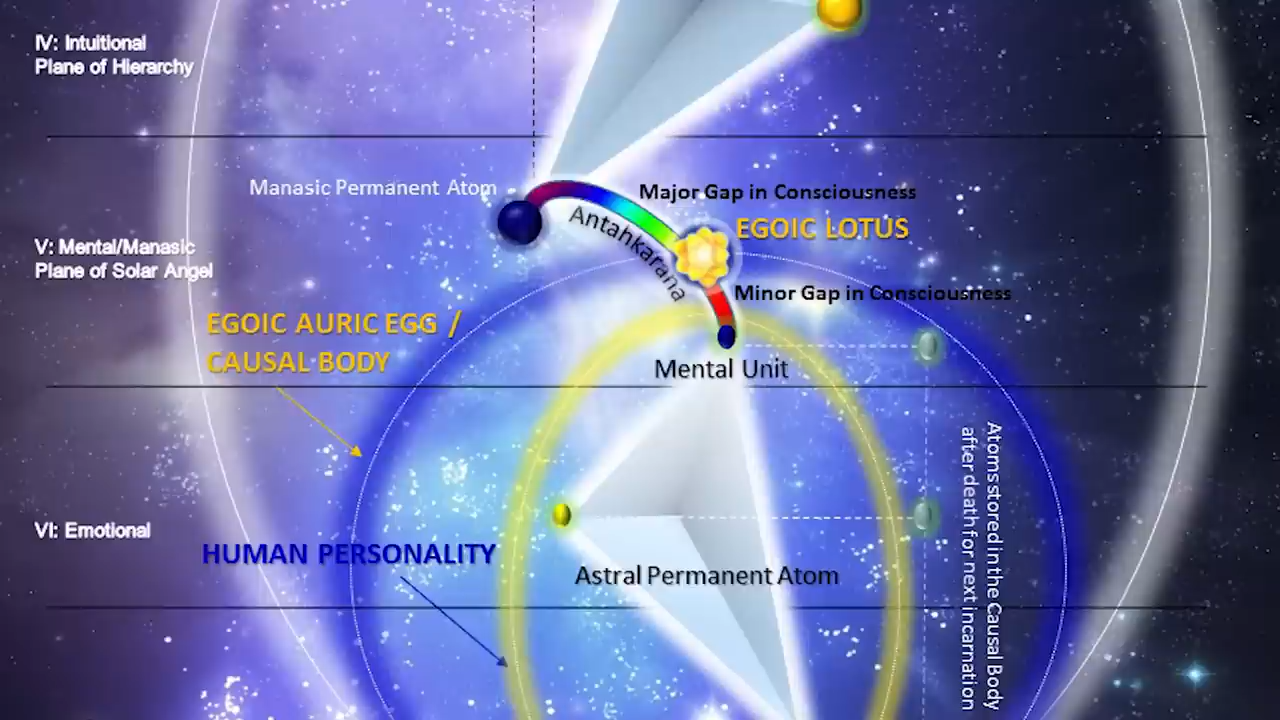 IV: Intuitional
Plane of Hierarchy
Manasic Permanent Atom
Major Gap in Consciousness
Antahkarana
EGOIC LOTUS
V: Mental/Manasic
Plane of Solar Angel
Minor Gap in Consciousness
EGOIC AURIC EGG /
CAUSAL BODY
Mental Unit
Atoms stored in the Causal Body
after death for next incarnation
VI: Emotional
HUMAN PERSONALITY
Astral Permanent Atom